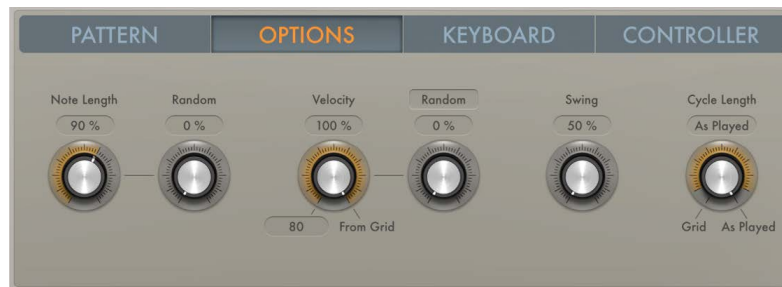 PATTERN OPTIONS KEYBOARD CONTROLLER
Note Length Random Velocity Random Swing Cycle Length
90 % 0 % 100 % 0 % 50 % As Played
80 From Grid Grid As Played